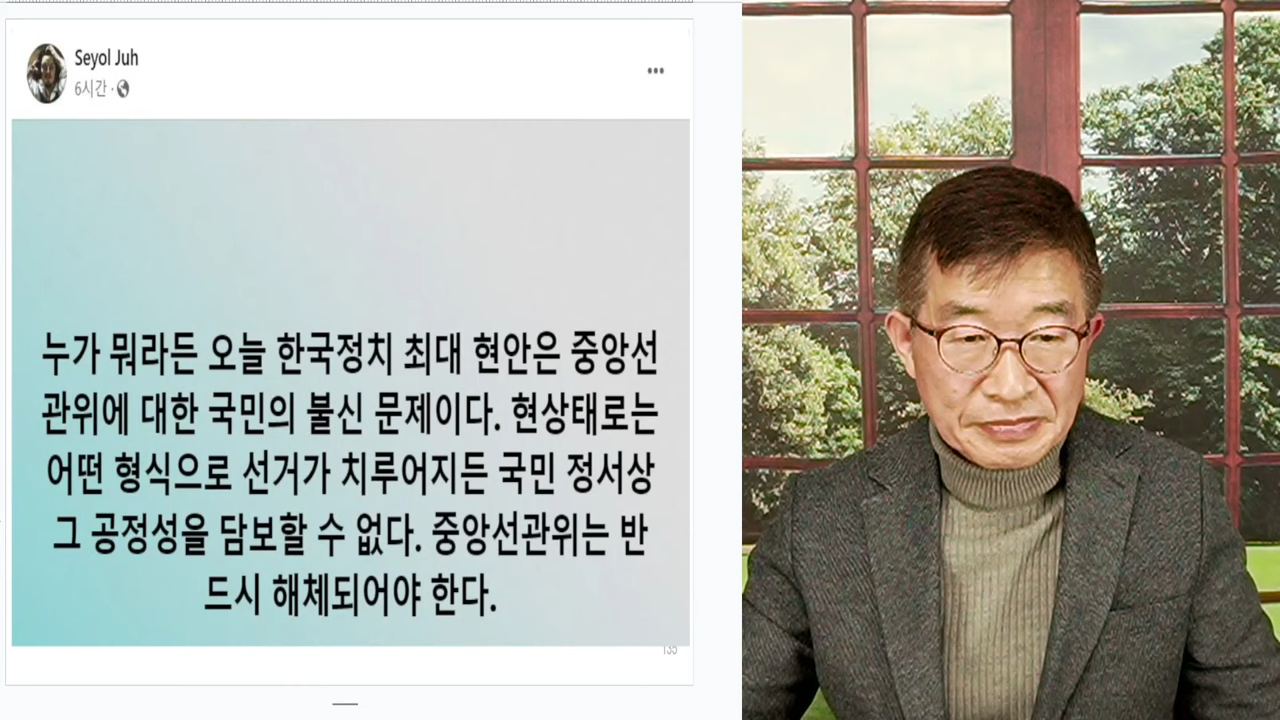 Seyol Juh
6시간 ·
누가 뭐라든 오늘 한국정치 최대 현안은 중앙선
관위에 대한 국민의 불신 문제이다. 현상태로는
어떤 형식으로 선거가 치루어지든 국민 정서상
그 공정성을 담보할 수 없다. 중앙선관위는 반
드시 해체되어야 한다.
135